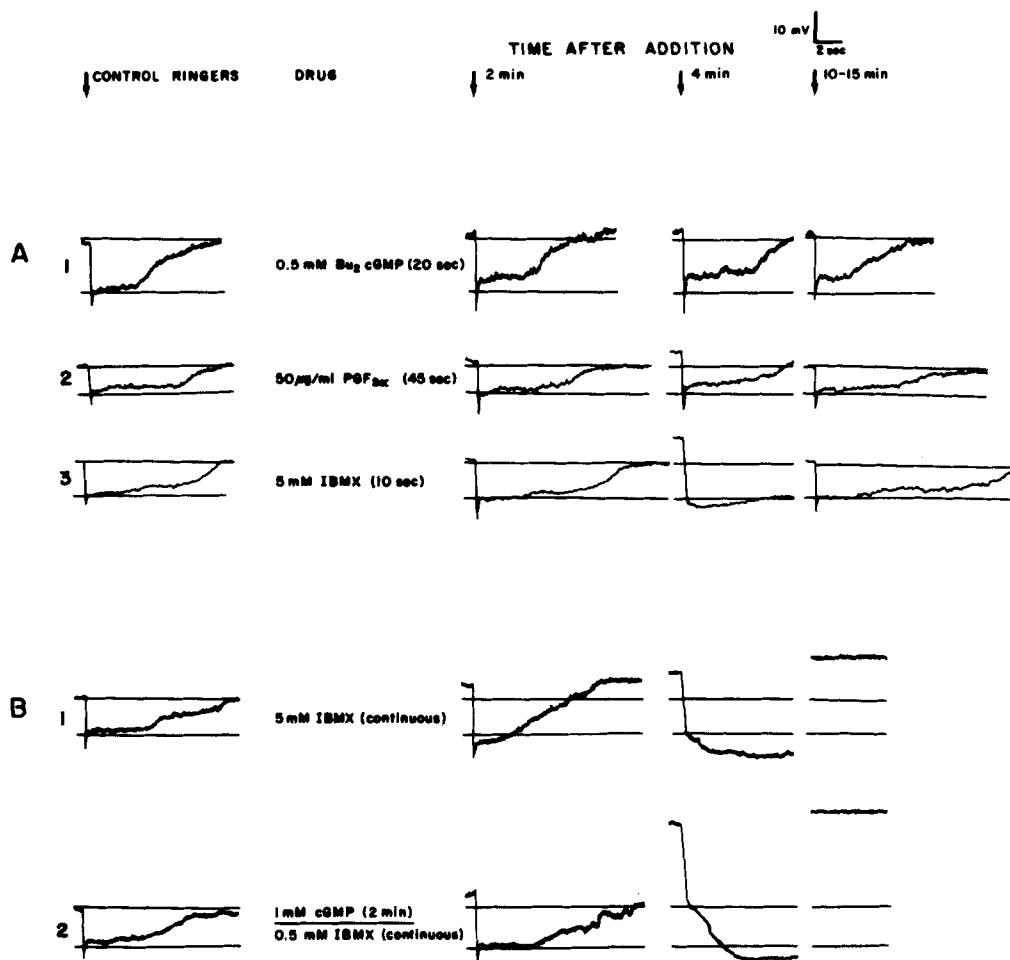 10 mV
2 sec
TIME AFTER ADDITION
CONTROL RINGERS DRUG 2 min 4 min 10-15 min
A
1 0.5 mM Bu2 cGMP (20 sec)
2 50 µg/ml (45 sec)
3 5 mM IBMX (10 sec)
B
1 5 mM IBMX (continuous)
2 1 mM cGMP (2 min)
0.5 mM IBMX (continuous)